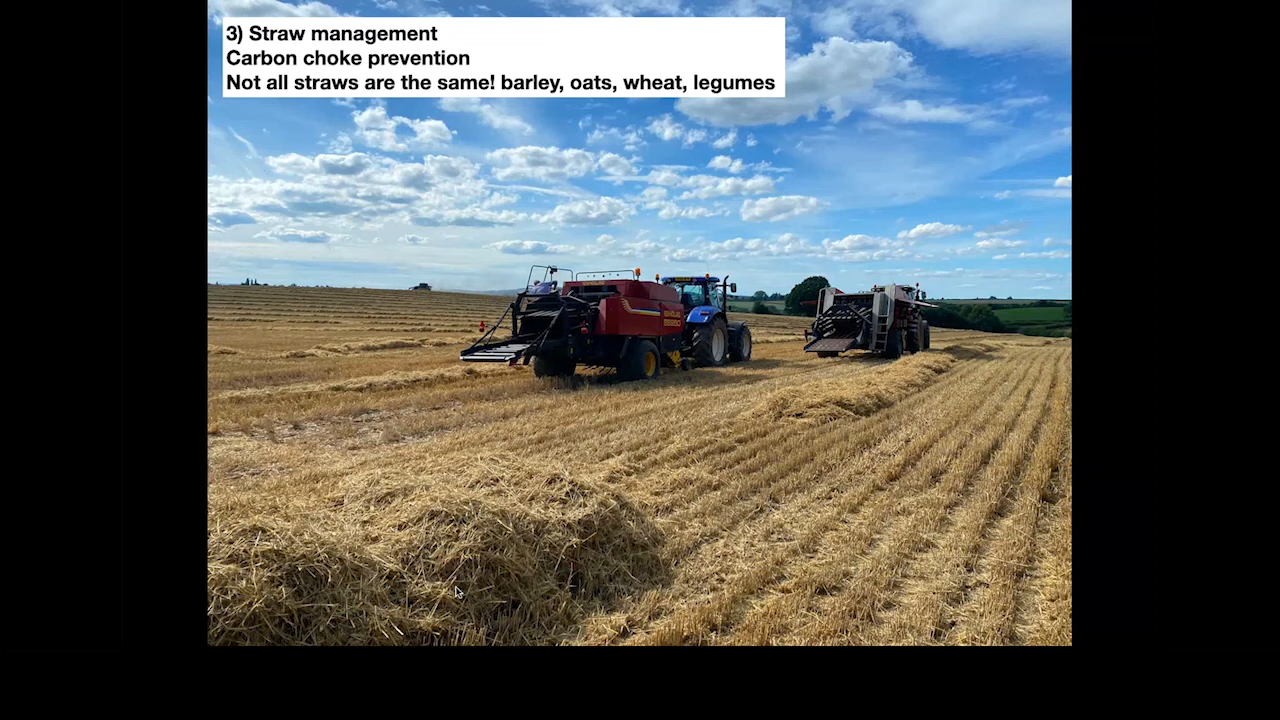 3) Straw management
Carbon choke prevention
Not all straws are the same! barley, oats, wheat, legumes